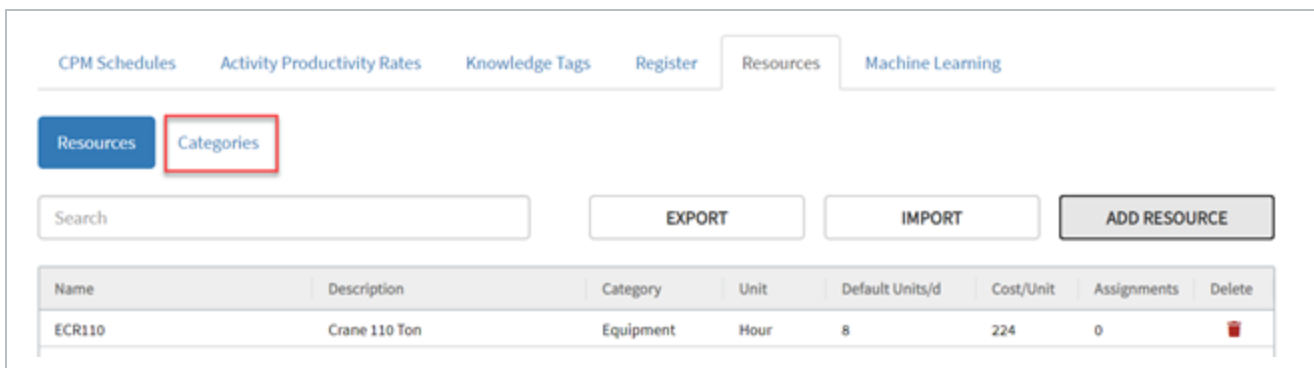 CPM Schedules Activity Productivity Rates Knowledge Tags Register Resources Machine Learning
Resources Categories
Search EXPORT IMPORT ADD RESOURCE
Name Description Category Unit Default Units/d Cost/Unit Assignments Delete
ECR110 Crane 110 Ton Equipment Hour 8 224 0